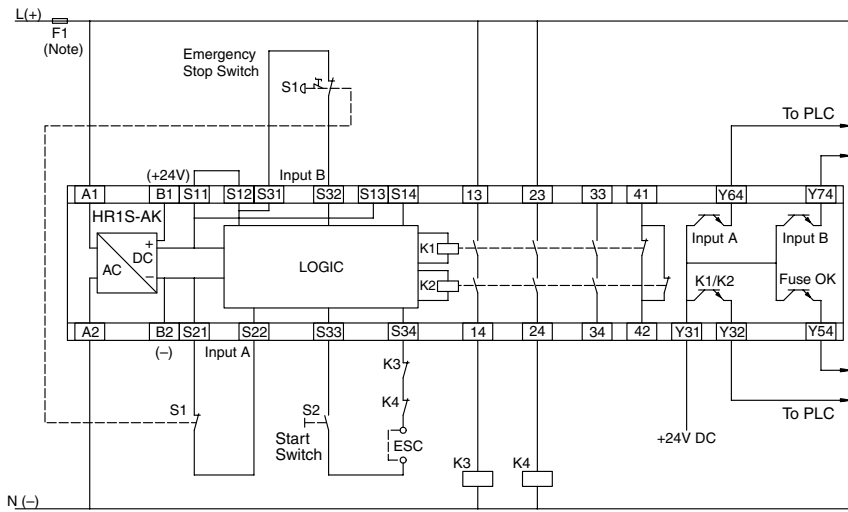 L(+)
F1
(Note)
Emergency
Stop Switch
S1
To PLC
(+24V)
Input B
A1 B1 S11 S12 S31 S32 S13 S14 13 23 33 41 Y64 Y74
HR1S-AK
AC
+
DC
–
LOGIC
K1
K2
Input A
Input B
K1/K2
Fuse OK
A2 B2 S21 S22 S33 S34 14 24 34 42 Y31 Y32 Y54
(–)
Input A
K3
S1
S2
K4
Start
Switch
ESC
To PLC
+24V DC
K3
K4
N (–)